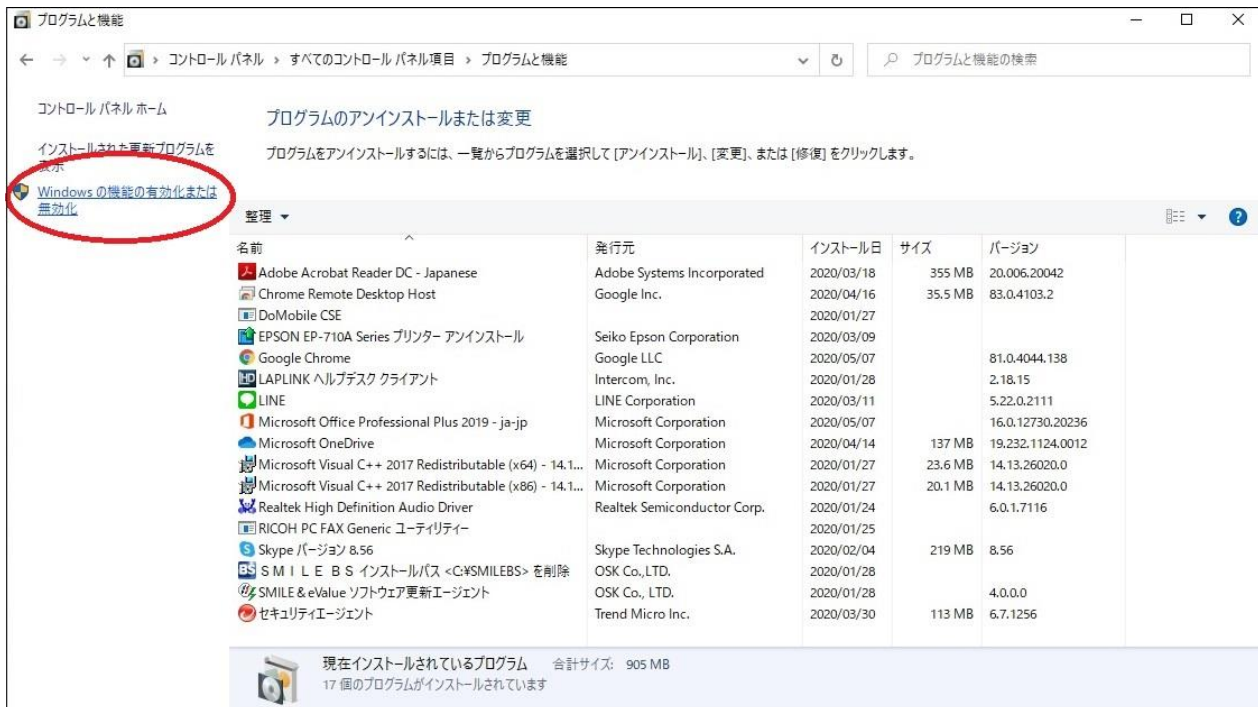 プログラムと機能
コントロール パネル › すべてのコントロール パネル項目 › プログラムと機能
プログラムと機能の検索
コントロール パネル ホーム
インストールされた更新プログラムを
表示
Windows の機能の有効化または
無効化
プログラムのアンインストールまたは変更
プログラムをアンインストールするには、一覧からプログラムを選択して [アンインストール]、[変更]、または [修復] をクリックします。
整理
名前 発行元 インストール日 サイズ バージョン
Adobe Acrobat Reader DC - Japanese Adobe Systems Incorporated 2020/03/18 355 MB 20.006.20042
Chrome Remote Desktop Host Google Inc. 2020/04/16 35.5 MB 83.0.4103.2
DoMobile CSE 2020/01/27
EPSON EP-710A Series プリンター アンインストール Seiko Epson Corporation 2020/03/09
Google Chrome Google LLC 2020/05/07 81.0.4044.138
LAPLINK ヘルプデスク クライアント Intercom, Inc. 2020/01/28 2.18.15
LINE LINE Corporation 2020/03/11 5.22.0.2111
Microsoft Office Professional Plus 2019 - ja-jp Microsoft Corporation 2020/05/07 16.0.12730.20236
Microsoft OneDrive Microsoft Corporation 2020/04/14 137 MB 19.232.1124.0012
Microsoft Visual C++ 2017 Redistributable (x64) - 14.1... Microsoft Corporation 2020/01/27 23.6 MB 14.13.26020.0
Microsoft Visual C++ 2017 Redistributable (x86) - 14.1... Microsoft Corporation 2020/01/27 20.1 MB 14.13.26020.0
Realtek High Definition Audio Driver Realtek Semiconductor Corp. 2020/01/24 6.0.1.7116
RICOH PC FAX Generic ユーティリティー 2020/01/25
Skype バージョン 8.56 Skype Technologies S.A. 2020/02/04 219 MB 8.56
ＳＭＩＬＥ ＢＳ インストールパス <C:¥SMILEBS> を削除 OSK Co.,LTD. 2020/01/28
SMILE & eValue ソフトウェア更新エージェント OSK Co., LTD. 2020/01/28 4.0.0.0
セキュリティエージェント Trend Micro Inc. 2020/03/30 113 MB 6.7.1256
現在インストールされているプログラム 合計サイズ: 905 MB
17 個のプログラムがインストールされています